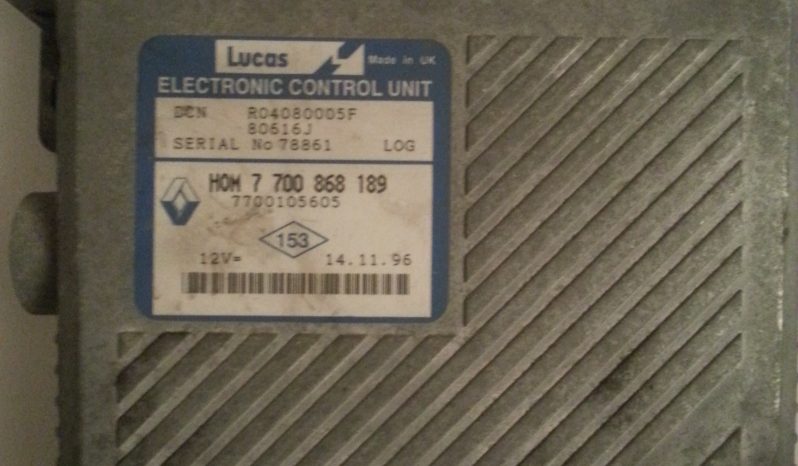 Lucas Made in UK
ELECTRONIC CONTROL UNIT
DCN R04080005F
80616J
SERIAL No 78861 LOG
HOM 7 700 868 189
7700105605
153
12V= 14.11.96